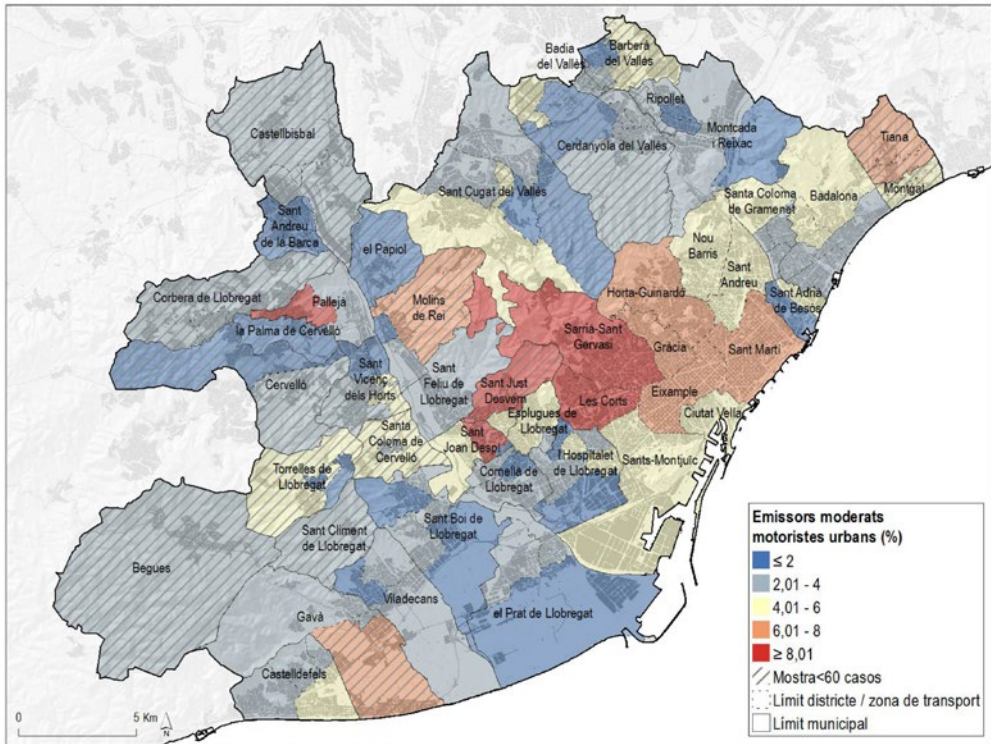 Badia
del Vallès
Barberà
del Vallès
Ripollet
Castellbisbal
Cerdanyola del Vallès
Montcada
i Reixac
Tiana
Sant Cugat del Vallès
Santa Coloma
de Gramenet
Badalona
Montgat
Sant
Andreu
de la Barca
el Papiol
Nou
Barris
Sant
Andreu
Corbera de Llobregat
Pallejà
Molins
de Rei
Horta-Guinardó
Sant Adrià
de Besòs
la Palma de Cervelló
Sarrià-Sant
Gervasi
Gràcia
Sant Martí
Cervelló
Sant
Vicenç
dels Horts
Sant
Feliu de
Llobregat
Sant Just
Desvern
Les Corts
Eixample
Ciutat Vella
Santa
Coloma de
Cervelló
Sant
Joan Despí
Esplugues de
Llobregat
Torrelles de
Llobregat
Cornellà de
Llobregat
l'Hospitalet
de Llobregat
Sants-Montjuïc
Sant Climent
de Llobregat
Sant Boi de
Llobregat
Begues
Viladecans
el Prat de Llobregat
Gavà
Castelldefels
Emissors moderats
motoristes urbans (%)
≤ 2
2,01 - 4
4,01 - 6
6,01 - 8
≥ 8,01
Mostra<60 casos
Límit districte / zona de transport
Límit municipal
0 5 Km
N